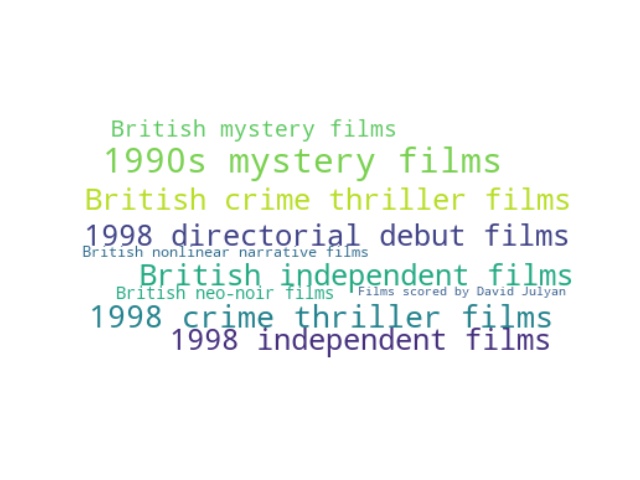 British mystery films
1990s mystery films
British crime thriller films
1998 directorial debut films
British nonlinear narrative films
British independent films
British neo-noir films
Films scored by David Julyan
1998 crime thriller films
1998 independent films